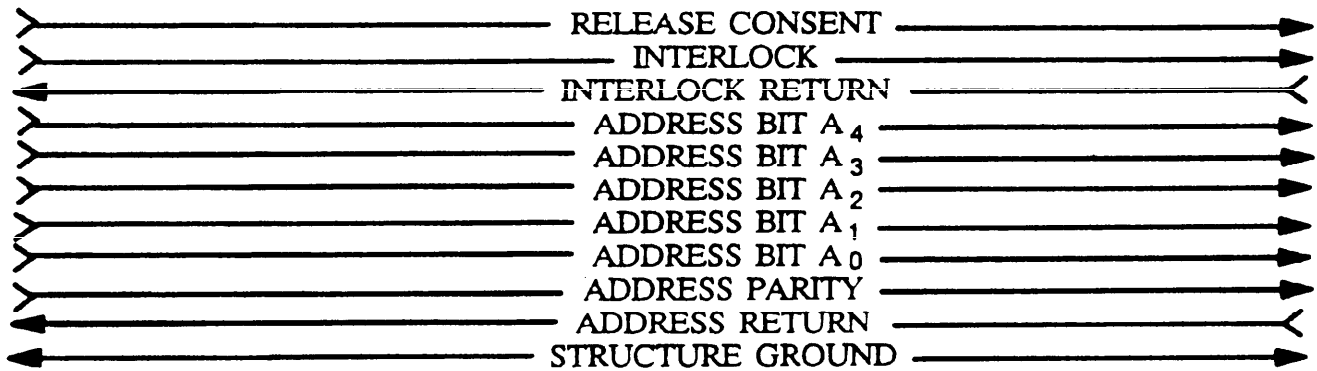 RELEASE CONSENT
INTERLOCK
INTERLOCK RETURN
ADDRESS BIT A₄
ADDRESS BIT A₃
ADDRESS BIT A₂
ADDRESS BIT A₁
ADDRESS BIT A₀
ADDRESS PARITY
ADDRESS RETURN
STRUCTURE GROUND